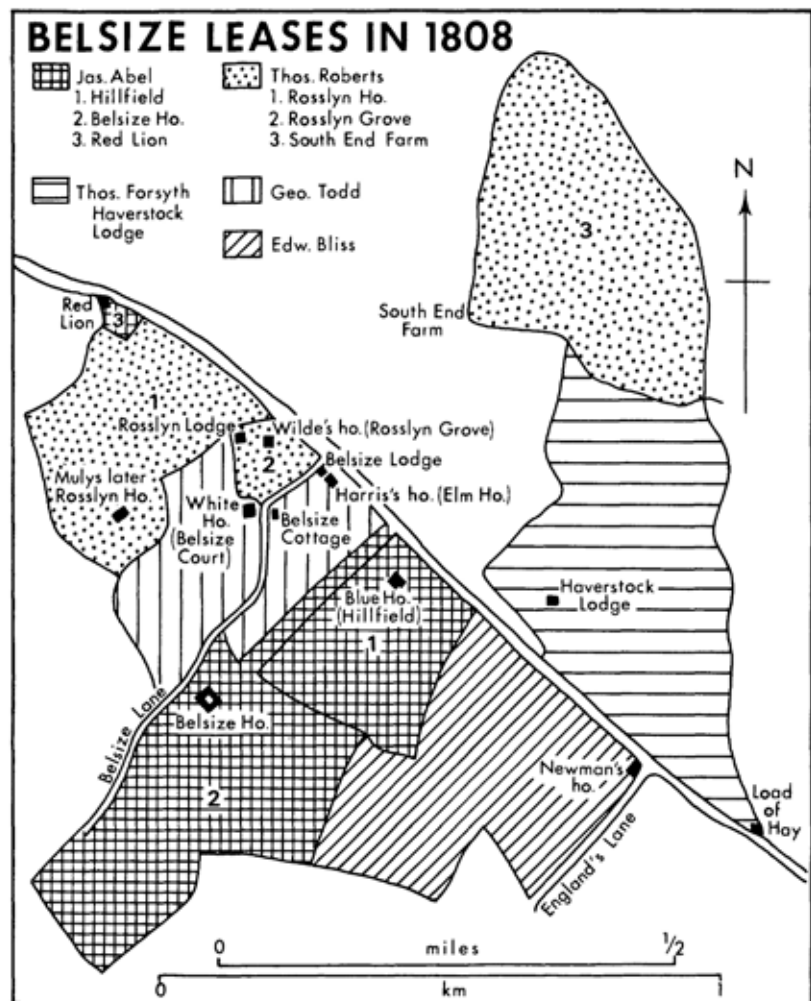 BELSIZE LEASES IN 1808
Jas. Abel
1. Hillfield
2. Belsize Ho.
3. Red Lion
Thos. Roberts
1. Rosslyn Ho.
2. Rosslyn Grove
3. South End Farm
Thos. Forsyth
Haverstock
Lodge
Geo. Todd
Edw. Bliss
N
3
Red
Lion
3
South End
Farm
1
Rosslyn Lodge
Wilde's ho. (Rosslyn Grove)
2
Belsize Lodge
Harris's ho. (Elm Ho.)
Mulys later
Rosslyn Ho.
White
Ho.
(Belsize
Court)
Belsize
Cottage
Blue Ho.
(Hillfield)
1
Haverstock
Lodge
Belsize Lane
Belsize Ho.
2
Newman's
ho.
England's Lane
Load
of
Hay
0 miles 1/2
0 km 1